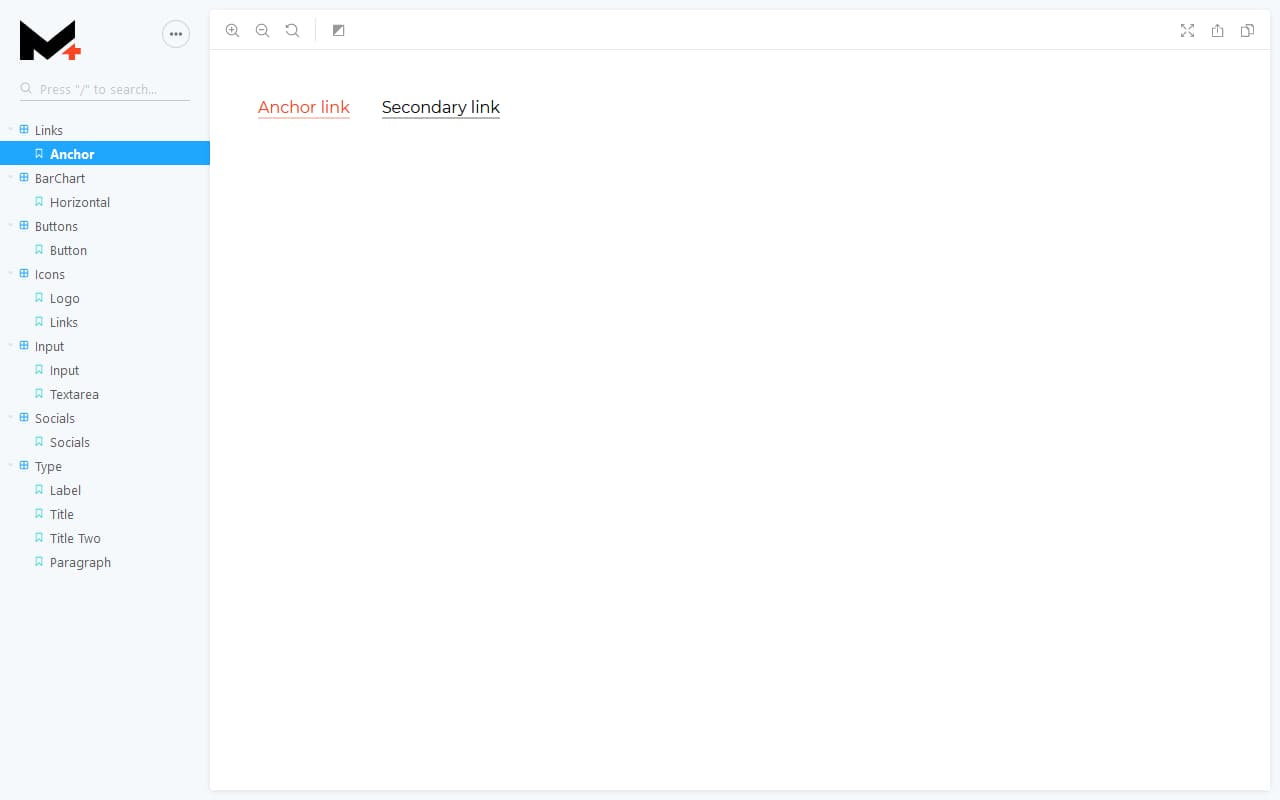 Press "/" to search...
Links
Anchor
BarChart
Horizontal
Buttons
Button
Icons
Logo
Links
Input
Input
Textarea
Socials
Socials
Type
Label
Title
Title Two
Paragraph
Anchor link Secondary link